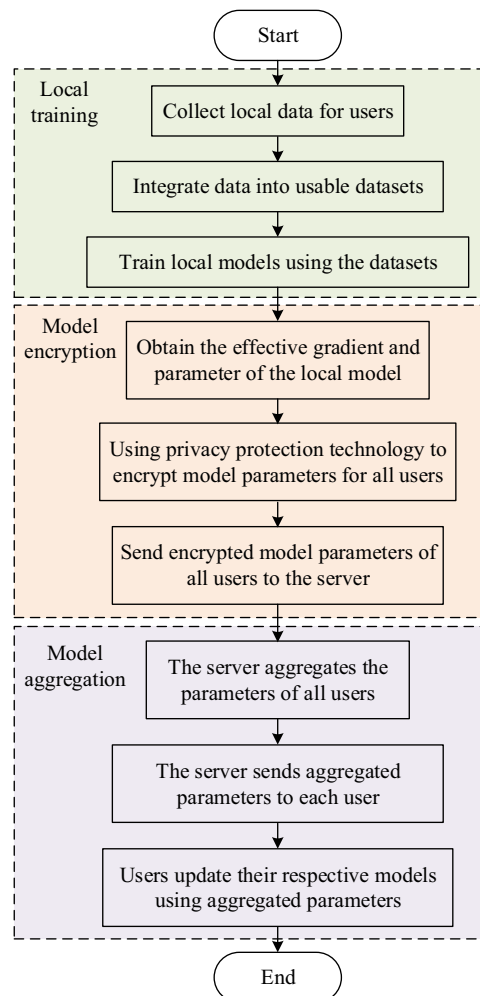 Start
Local
training
Collect local data for users
Integrate data into usable datasets
Train local models using the datasets
Model
encryption
Obtain the effective gradient and
parameter of the local model
Using privacy protection technology to
encrypt model parameters for all users
Send encrypted model parameters of
all users to the server
Model
aggregation
The server aggregates the
parameters of all users
The server sends aggregated
parameters to each user
Users update their respective models
using aggregated parameters
End